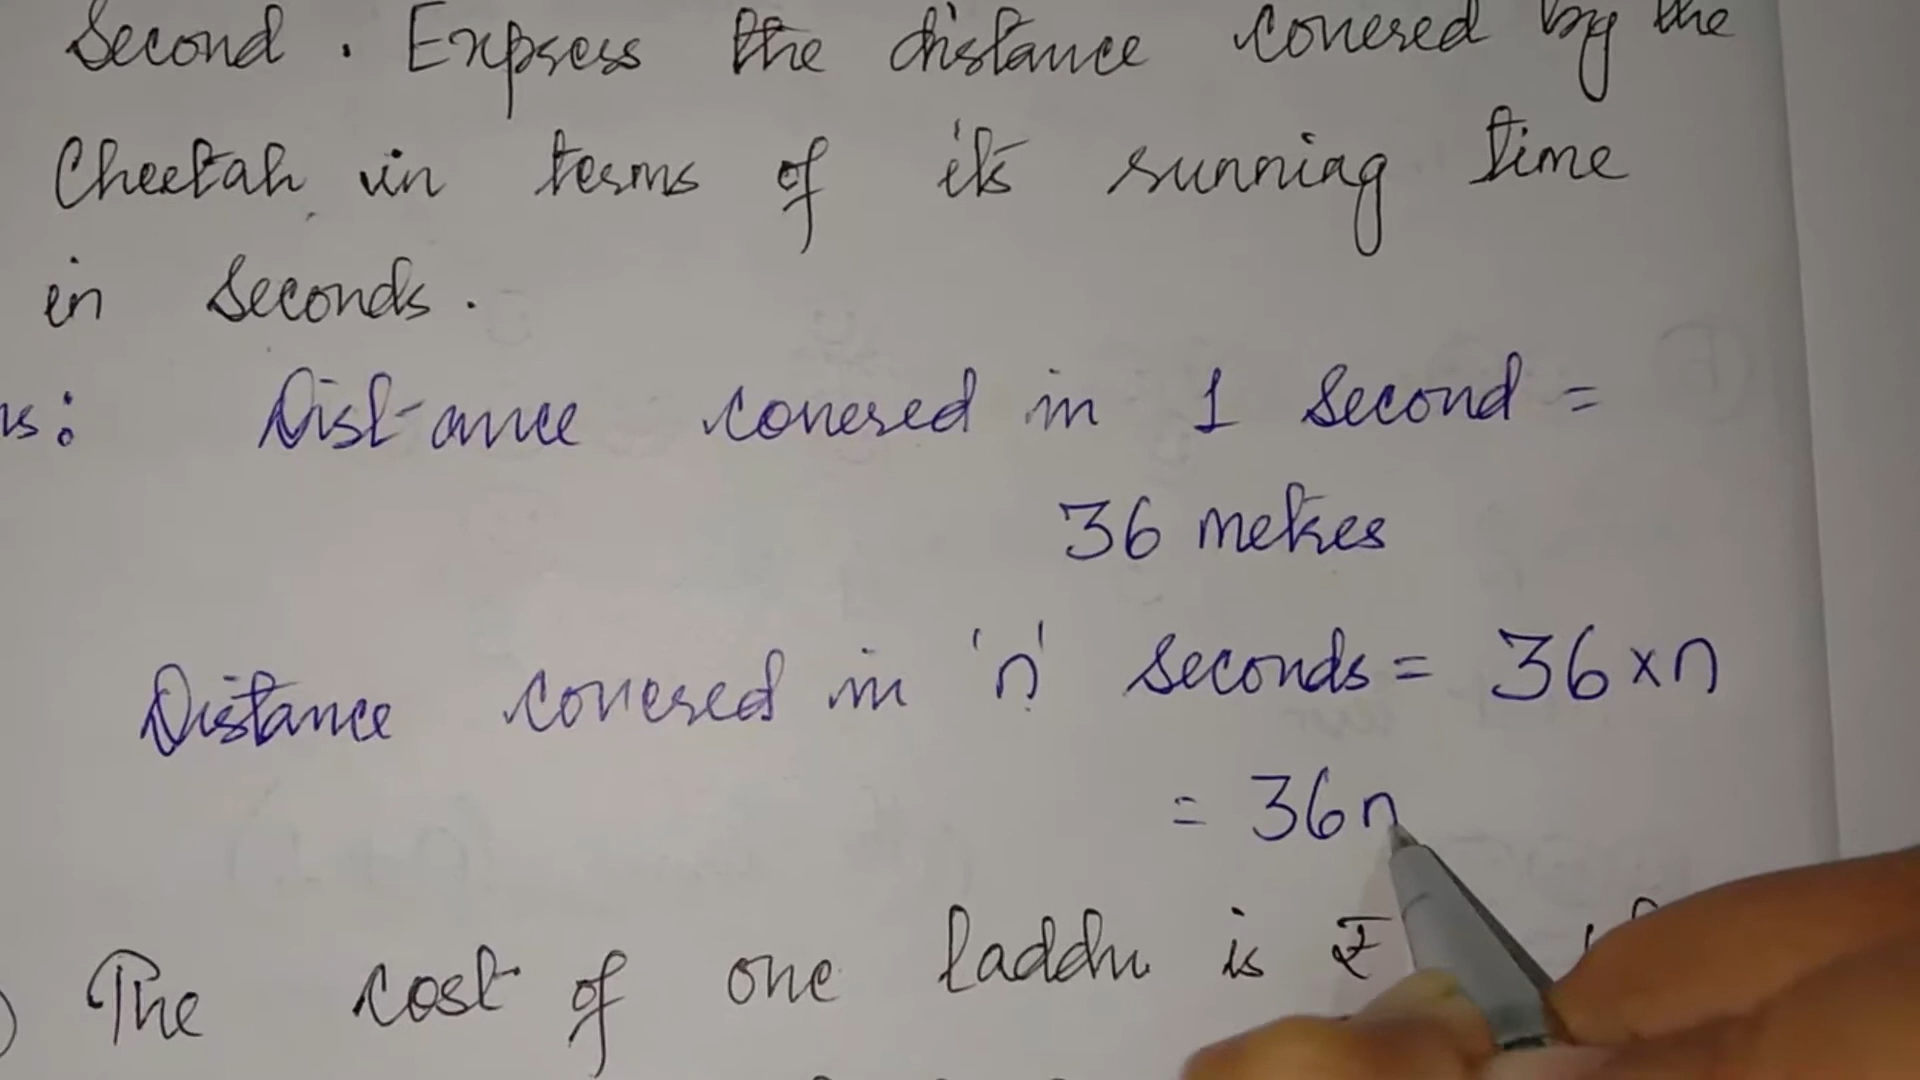 Second. Express the distance covered by the
Cheetah in terms of its running time
in seconds.
ns: Distance covered in 1 Second =
36 metres
Distance covered in 'n' seconds = 36 × n
= 36n
The cost of one laddu is ₹